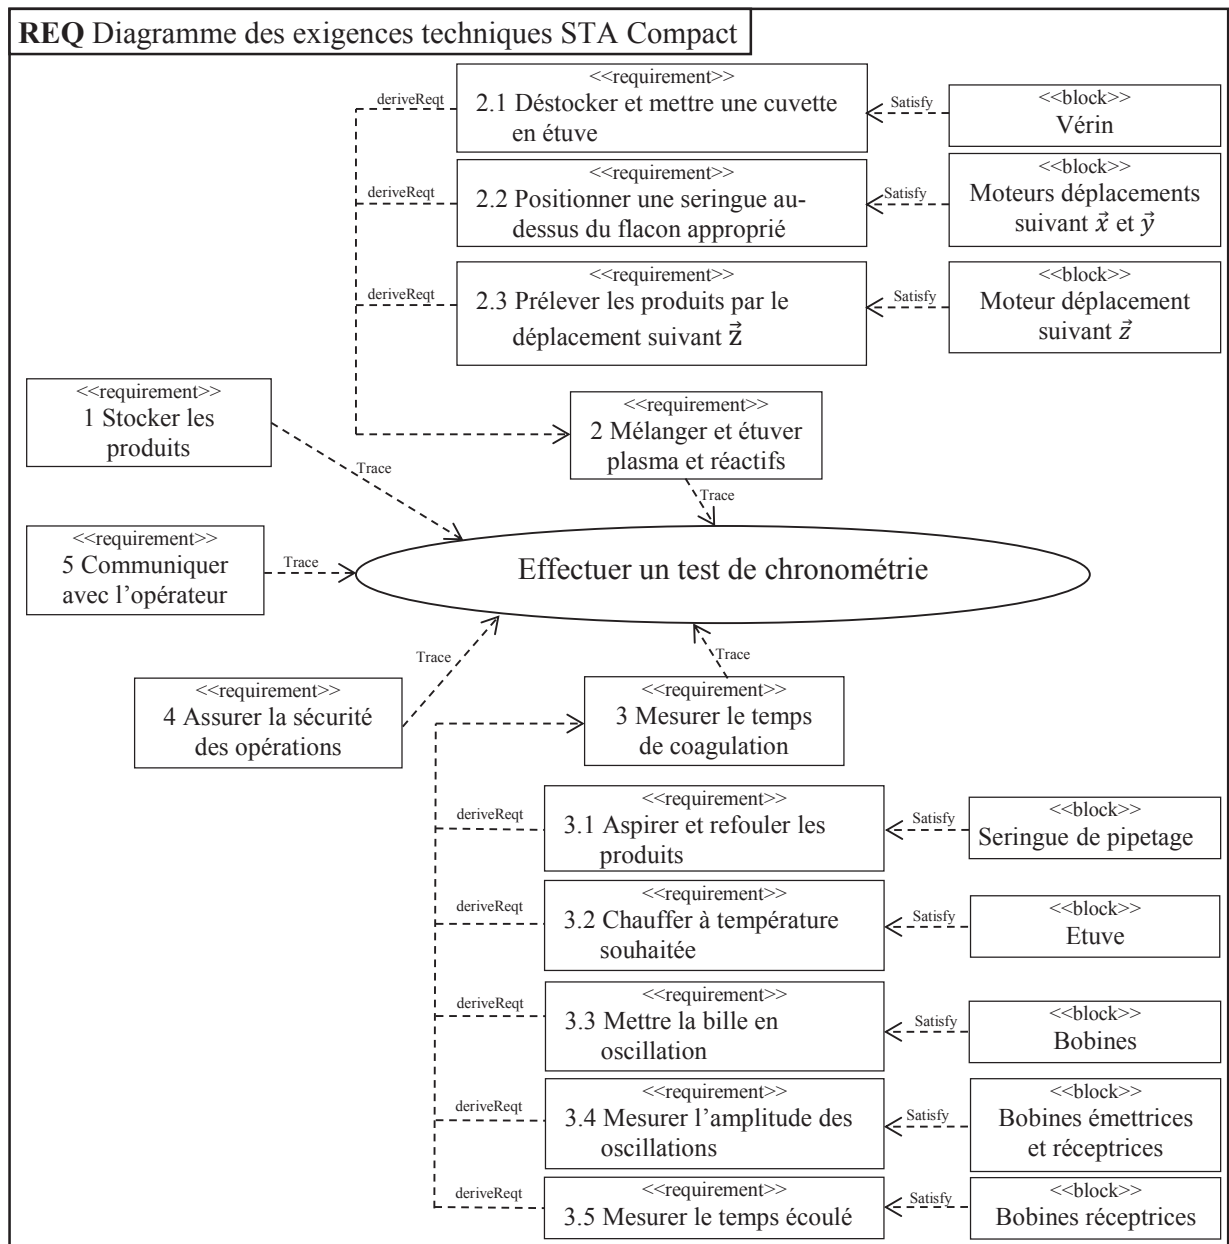 REQ Diagramme des exigences techniques STA Compact
<<requirement>>
2.1 Déstocker et mettre une cuvette
en étuve
deriveReqt
Satisfy
<<block>>
Vérin
<<requirement>>
2.2 Positionner une seringue au-
dessus du flacon approprié
deriveReqt
Satisfy
<<block>>
Moteurs déplacements
suivant x⃗ et y⃗
<<requirement>>
2.3 Prélever les produits par le
déplacement suivant z⃗
deriveReqt
Satisfy
<<block>>
Moteur déplacement
suivant z⃗
<<requirement>>
1 Stocker les
produits
Trace
<<requirement>>
2 Mélanger et étuver
plasma et réactifs
Trace
<<requirement>>
5 Communiquer
avec l’opérateur
Trace
Effectuer un test de chronométrie
<<requirement>>
4 Assurer la sécurité
des opérations
Trace
<<requirement>>
3 Mesurer le temps
de coagulation
Trace
<<requirement>>
3.1 Aspirer et refouler les
produits
deriveReqt
Satisfy
<<block>>
Seringue de pipetage
<<requirement>>
3.2 Chauffer à température
souhaitée
deriveReqt
Satisfy
<<block>>
Etuve
<<requirement>>
3.3 Mettre la bille en
oscillation
deriveReqt
Satisfy
<<block>>
Bobines
<<requirement>>
3.4 Mesurer l’amplitude des
oscillations
deriveReqt
Satisfy
<<block>>
Bobines émettrices
et réceptrices
<<requirement>>
3.5 Mesurer le temps écoulé
deriveReqt
Satisfy
<<block>>
Bobines réceptrices